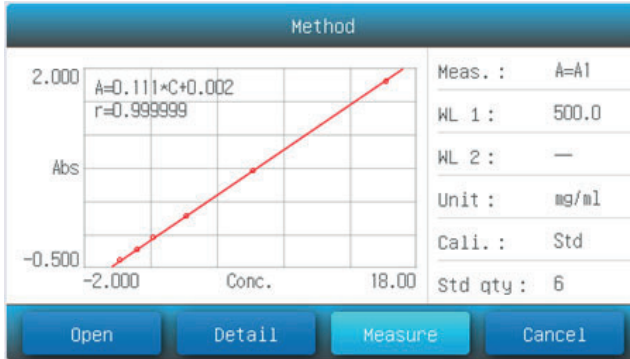 Method
2.000
A=0.111*C+0.002
r=0.999999
Abs
-0.500
-2.000 Conc. 18.00
Meas. : A=A1
WL 1 : 500.0
WL 2 : —
Unit : mg/ml
Cali. : Std
Std qty : 6
Open Detail Measure Cancel